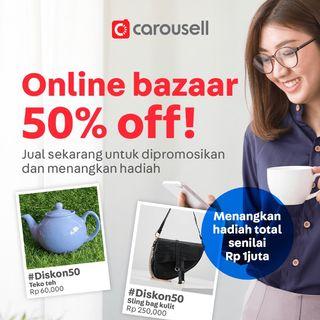 carousell
Online bazaar
50% off!
Jual sekarang untuk dipromosikan
dan menangkan hadiah
Menangkan
hadiah total
senilai
Rp 1juta
#Diskon50
Teko teh
Rp 60,000
#Diskon50
Sling bag kulit
Rp 250,000